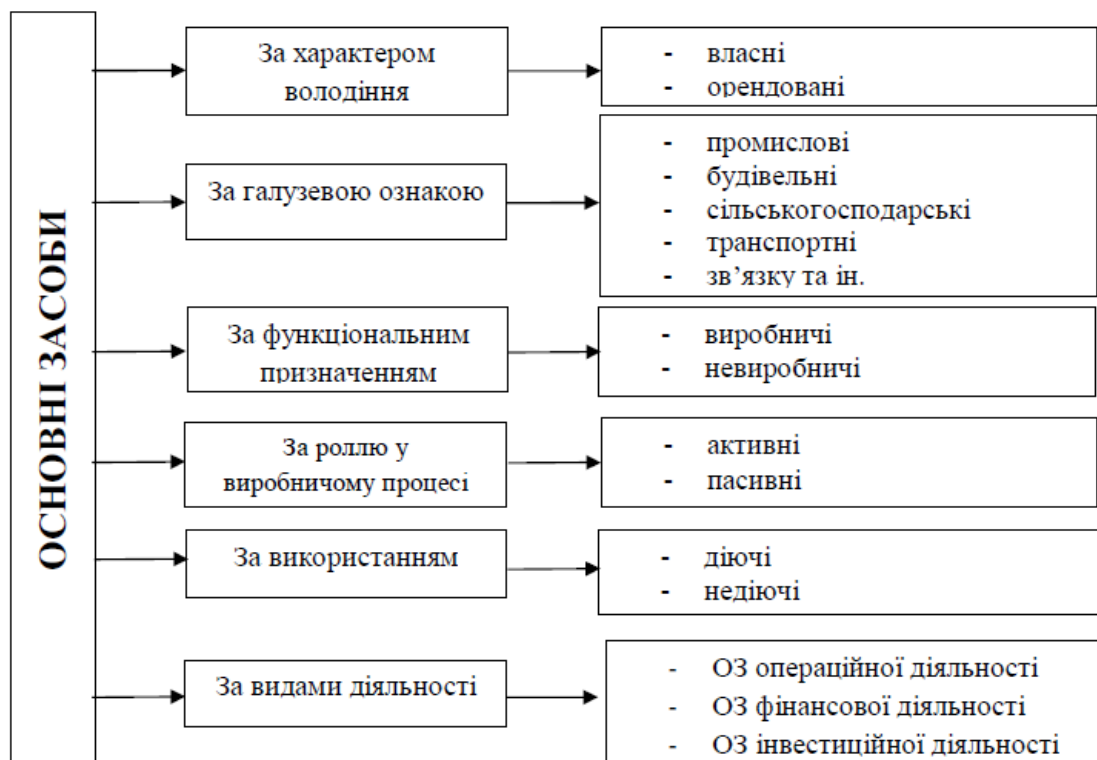 ОСНОВНІ ЗАСОБИ
За характером
володіння
- власні
- орендовані
За галузевою ознакою
- промислові
- будівельні
- сільськогосподарські
- транспортні
- зв’язку та ін.
За функціональним
призначенням
- виробничі
- невиробничі
За роллю у
виробничому процесі
- активні
- пасивні
За використанням
- діючі
- недіючі
За видами діяльності
- ОЗ операційної діяльності
- ОЗ фінансової діяльності
- ОЗ інвестиційної діяльності